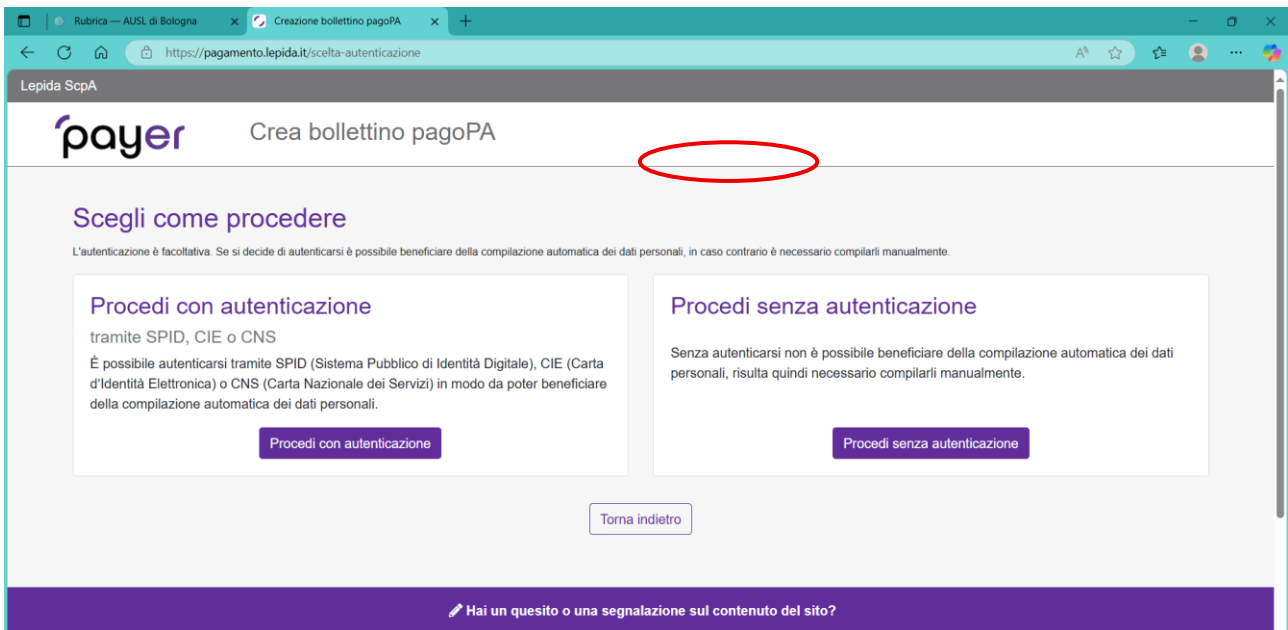 Rubrica — AUSL di Bologna
Creazione bollettino pagoPA
https://pagamento.lepida.it/scelta-autenticazione
Lepida ScpA
payer
Crea bollettino pagoPA
Scegli come procedere
L'autenticazione è facoltativa. Se si decide di autenticarsi è possibile beneficiare della compilazione automatica dei dati personali, in caso contrario è necessario compilarli manualmente.
Procedi con autenticazione
tramite SPID, CIE o CNS
È possibile autenticarsi tramite SPID (Sistema Pubblico di Identità Digitale), CIE (Carta
d'Identità Elettronica) o CNS (Carta Nazionale dei Servizi) in modo da poter beneficiare
della compilazione automatica dei dati personali.
Procedi con autenticazione
Procedi senza autenticazione
Senza autenticarsi non è possibile beneficiare della compilazione automatica dei dati
personali, risulta quindi necessario compilarli manualmente.
Procedi senza autenticazione
Torna indietro
Hai un quesito o una segnalazione sul contenuto del sito?